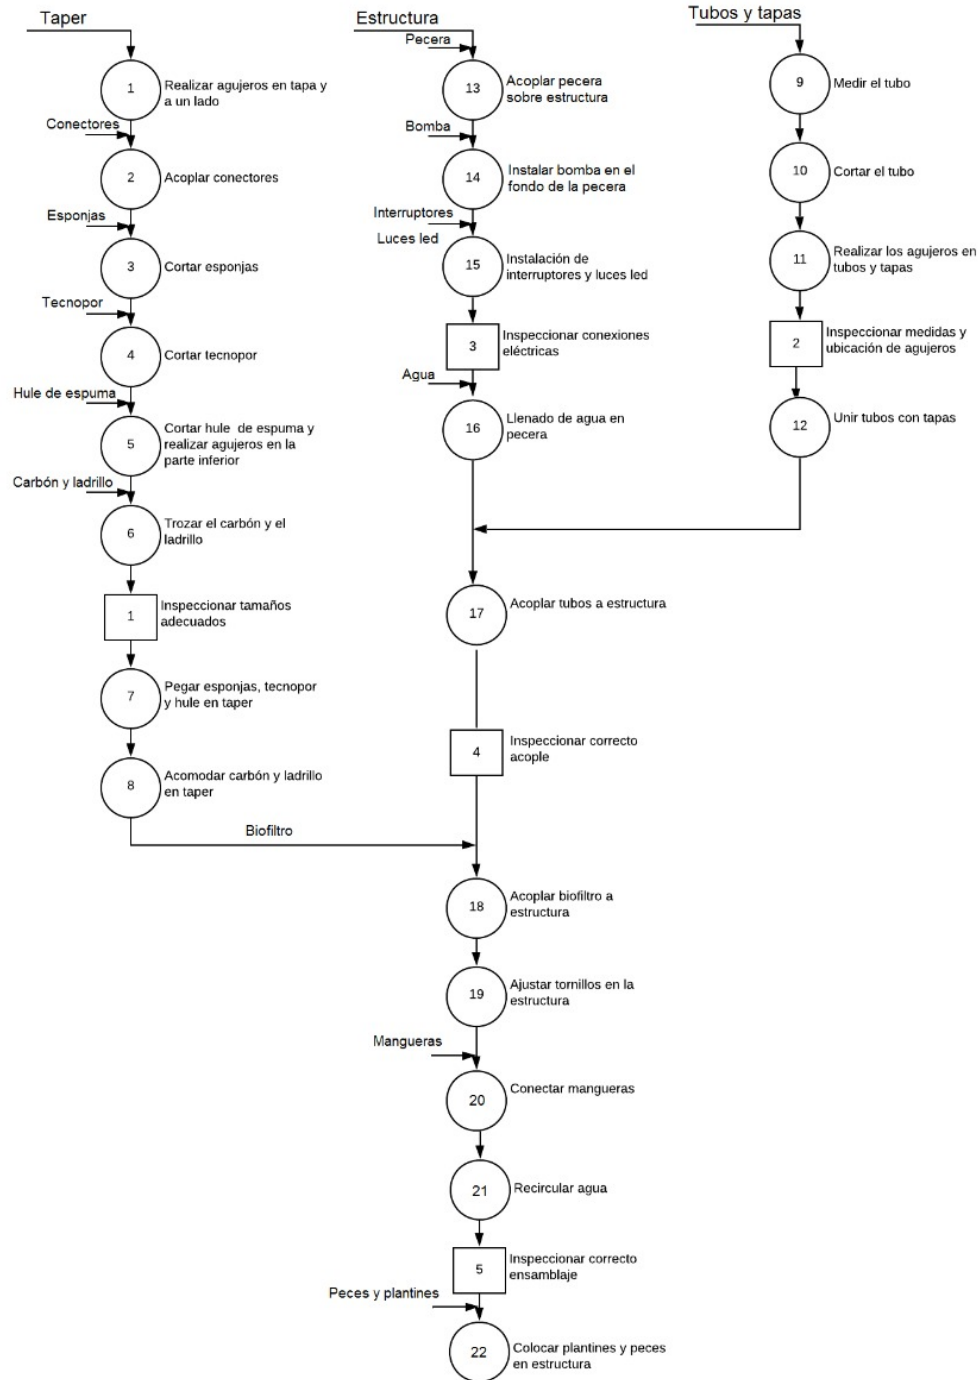 Taper
1
Realizar agujeros en tapa y
a un lado
Conectores
2
Acoplar conectores
Esponjas
3
Cortar esponjas
Tecnopor
4
Cortar tecnopor
Hule de espuma
5
Cortar hule de espuma y
realizar agujeros en la
parte inferior
Carbón y ladrillo
6
Trozar el carbón y el
ladrillo
1
Inspeccionar tamaños
adecuados
7
Pegar esponjas, tecnopor
y hule en taper
8
Acomodar carbón y ladrillo
en taper
Biofiltro
Estructura
Pecera
13
Acoplar pecera
sobre estructura
Bomba
14
Instalar bomba en el
fondo de la pecera
Interruptores
Luces led
15
Instalación de
interruptores y luces led
3
Inspeccionar conexiones
eléctricas
Agua
16
Llenado de agua en
pecera
Tubos y tapas
9
Medir el tubo
10
Cortar el tubo
11
Realizar los agujeros en
tubos y tapas
2
Inspeccionar medidas y
ubicación de agujeros
12
Unir tubos con tapas
17
Acoplar tubos a estructura
4
Inspeccionar correcto
acople
18
Acoplar biofiltro a
estructura
19
Ajustar tornillos en la
estructura
Mangueras
20
Conectar mangueras
21
Recircular agua
5
Inspeccionar correcto
ensamblaje
Peces y plantines
22
Colocar plantines y peces
en estructura